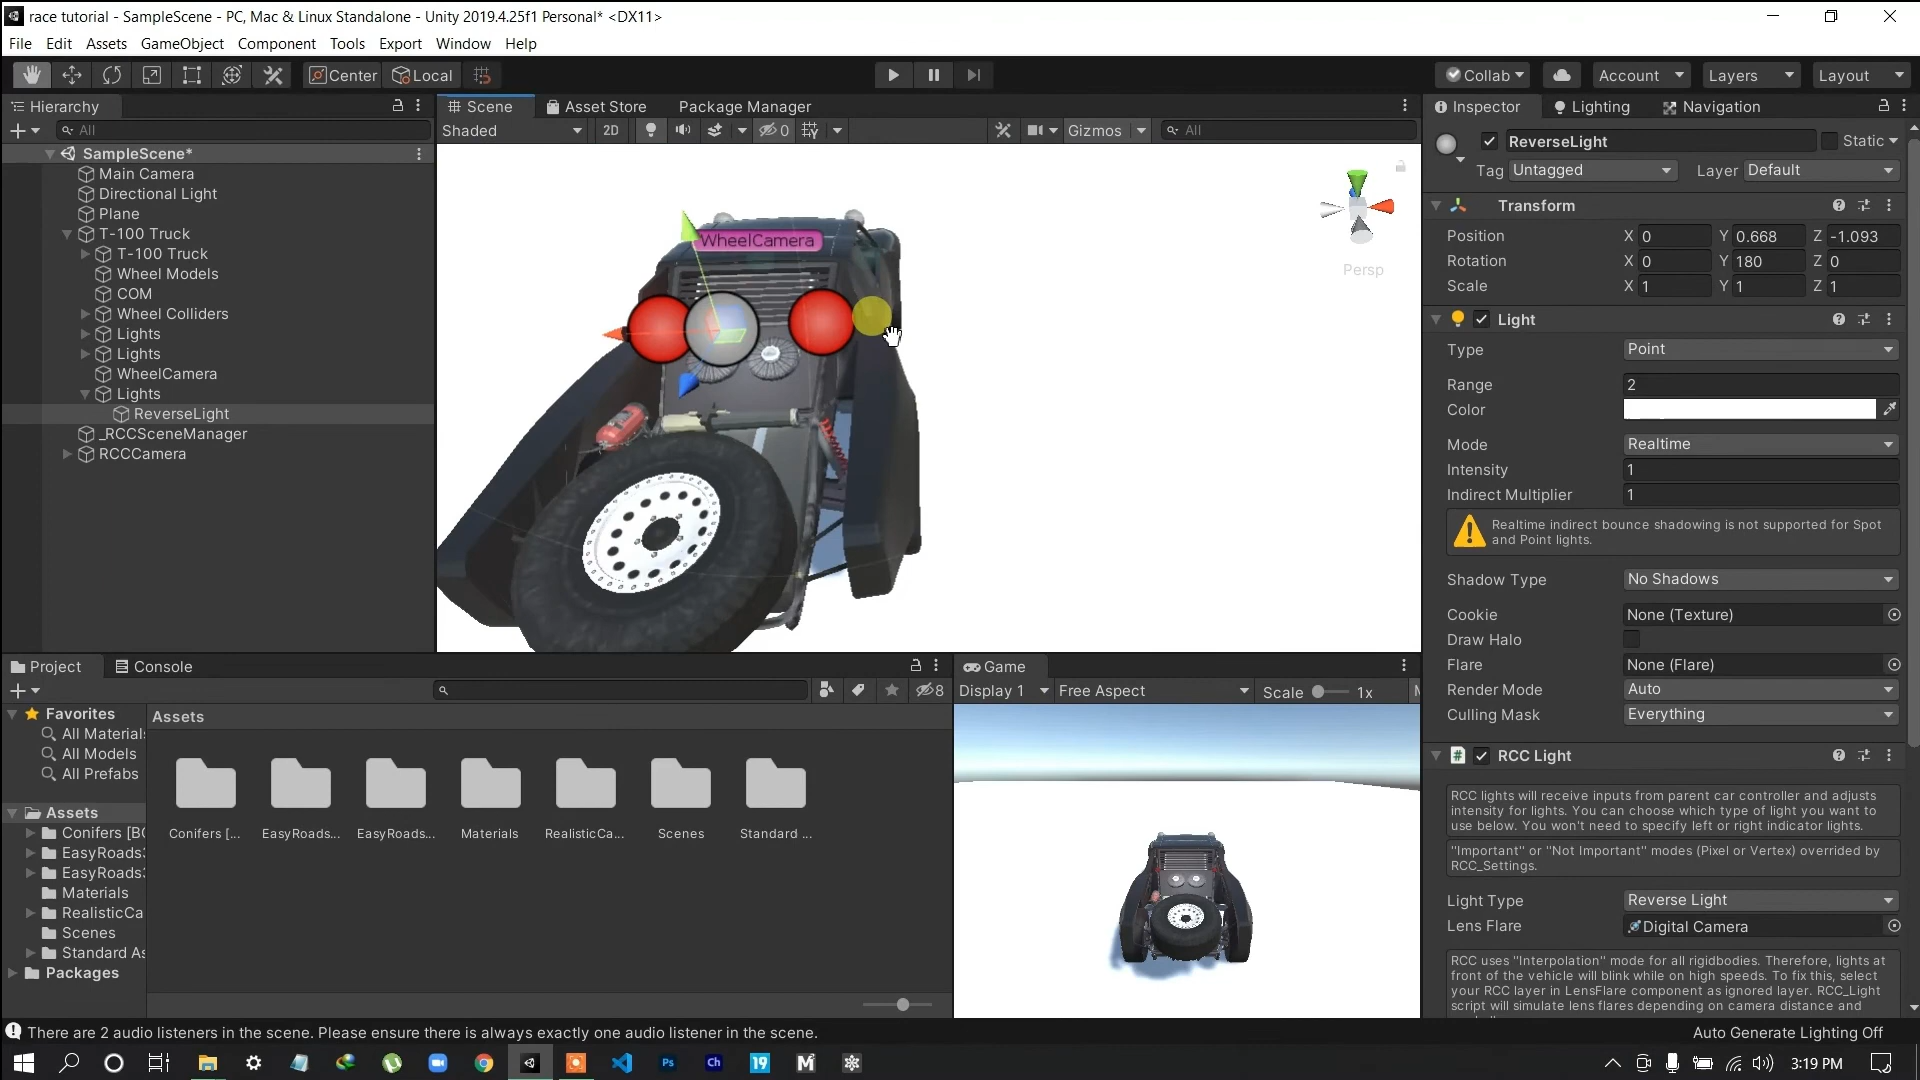 race tutorial - SampleScene - PC, Mac & Linux Standalone - Unity 2019.4.25f1 Personal* <DX11>
File Edit Assets GameObject Component Tools Export Window Help
Center Local Collab Account Layers Layout
Hierarchy
All
SampleScene*
Main Camera
Directional Light
Plane
T-100 Truck
T-100 Truck
Wheel Models
COM
Wheel Colliders
Lights
Lights
WheelCamera
Lights
ReverseLight
_RCCSceneManager
RCCCamera
Scene Asset Store Package Manager
Shaded 2D 0 Gizmos All
WheelCamera
Persp
Inspector Lighting Navigation
ReverseLight Static
Tag Untagged Layer Default
Transform
Position X 0 Y 0.668 Z -1.093
Rotation X 0 Y 180 Z 0
Scale X 1 Y 1 Z 1
Light
Type Point
Range 2
Color
Mode Realtime
Intensity 1
Indirect Multiplier 1
Realtime indirect bounce shadowing is not supported for Spot
and Point lights.
Shadow Type No Shadows
Cookie None (Texture)
Draw Halo
Flare None (Flare)
Render Mode Auto
Culling Mask Everything
RCC Light
RCC lights will receive inputs from parent car controller and adjusts
intensity for lights. You can choose which type of light you want to
use below. You won't need to specify left or right indicator lights.
"Important" or "Not Important" modes (Pixel or Vertex) overrided by
RCC_Settings.
Light Type Reverse Light
Lens Flare Digital Camera
RCC uses "Interpolation" mode for all rigidbodies. Therefore, lights at
front of the vehicle will blink while on high speeds. To fix this, select
your RCC layer in LensFlare component as ignored layer. RCC_Light
script will simulate lens flares depending on camera distance and
Project Console
8
Favorites
All Materials
All Models
All Prefabs
Assets
Conifers [BO
EasyRoads3
EasyRoads3
Materials
RealisticCa
Scenes
Standard As
Packages
Assets
Conifers [... EasyRoads... EasyRoads... Materials RealisticCa... Scenes Standard ...
Game
Display 1 Free Aspect Scale 1x
There are 2 audio listeners in the scene. Please ensure there is always exactly one audio listener in the scene.
Auto Generate Lighting Off
Ps Ch 19 M
3:19 PM